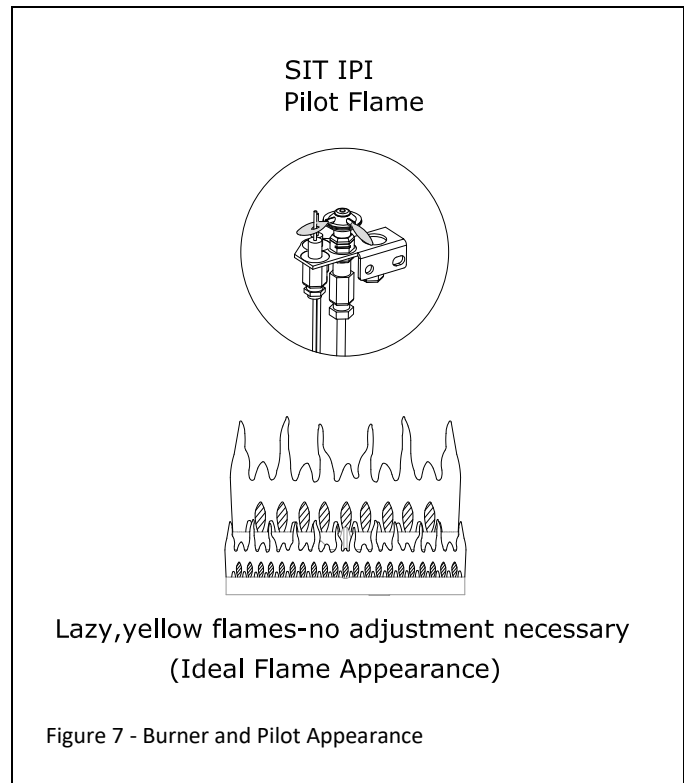 SIT IPI
Pilot Flame
Lazy,yellow flames-no adjustment necessary
(Ideal Flame Appearance)
Figure 7 - Burner and Pilot Appearance